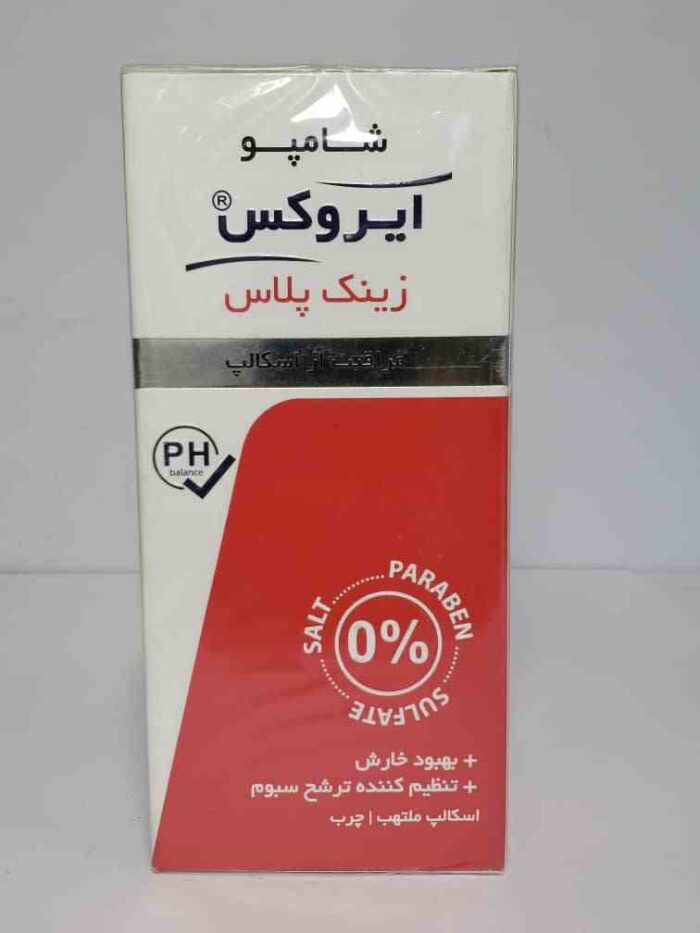 شامپو
ایروکس®
زینک پلاس
مراقبت از اسکالپ
PH
balance
PARABEN
SALT
0%
SULFATE
+ بهبود خارش
+ تنظیم کننده ترشح سبوم
اسکالپ ملتهب | چرب